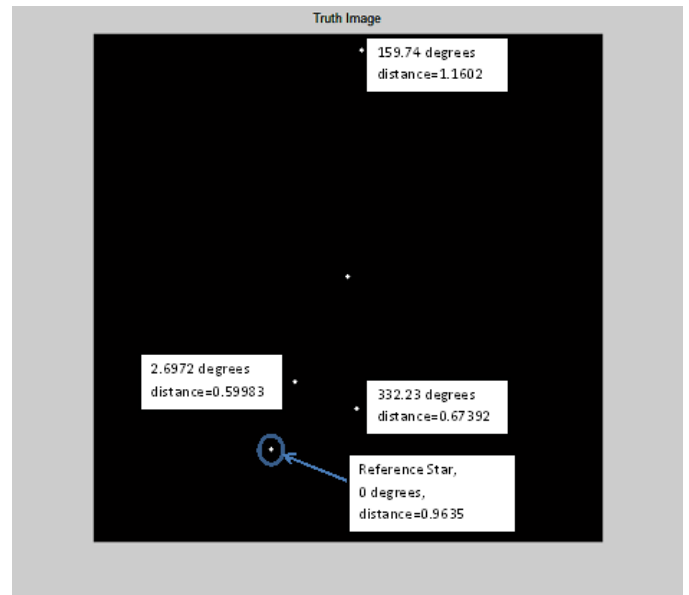 Truth Image
159.74 degrees
distance=1.1602
2.6972 degrees
distance=0.59983
332.23 degrees
distance=0.67392
Reference Star,
0 degrees,
distance=0.9635